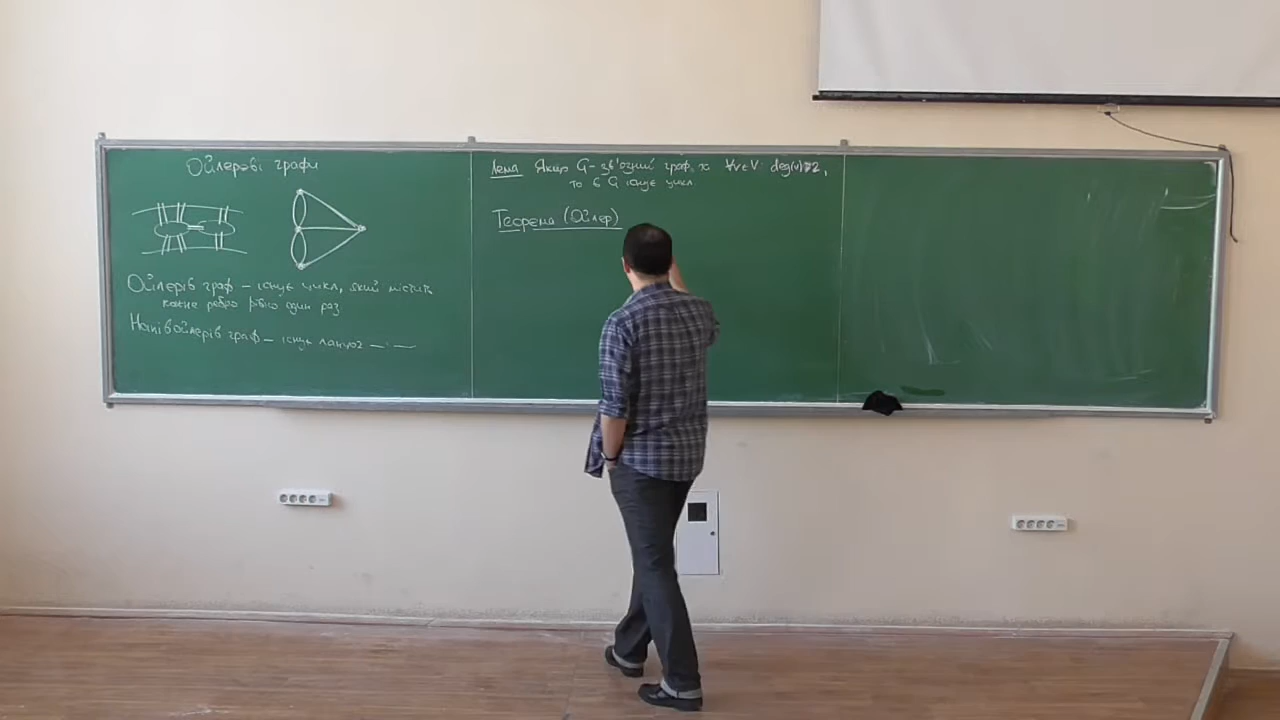 Ойлерові графи
Ойлерів граф – існує цикл, який містить
кожне ребро рівно один раз
Напівойлерів граф – існує ланцюг —·—
Лема Якщо G – зв'язний граф, ∀v∈V: deg(v)≥2,
то в G існує цикл.
Теорема (Ойлер)